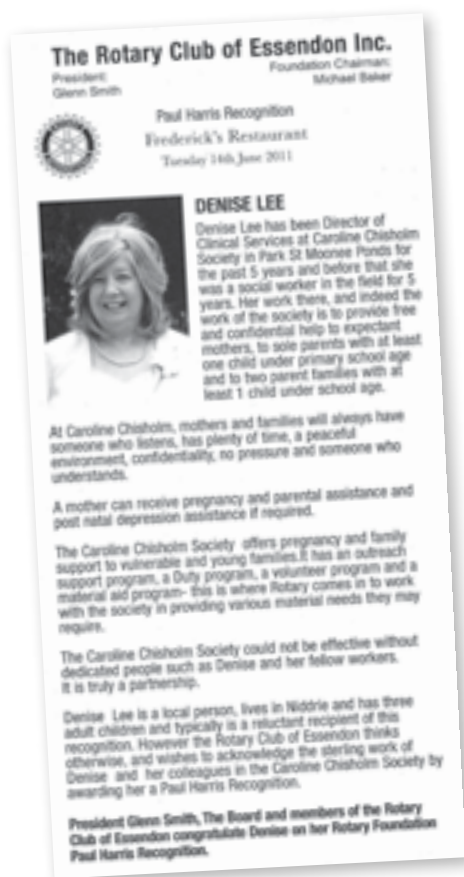 The Rotary Club of Essendon Inc.
President:
Glenn Smith
Foundation Chairman:
Michael Baker
Paul Harris Recognition
Frederick's Restaurant
Tuesday 14th June 2011
DENISE LEE
Denise Lee has been Director of
Clinical Services at Caroline Chisholm
Society in Park St Moonee Ponds for
the past 5 years and before that she
was a social worker in the field for 5
years. Her work there, and indeed the
work of the society is to provide free
and confidential help to expectant
mothers, to sole parents with at least
one child under primary school age
and to two parent families with at
least 1 child under school age.
At Caroline Chisholm, mothers and families will always have
someone who listens, has plenty of time, a peaceful
environment, confidentiality, no pressure and someone who
understands.
A mother can receive pregnancy and parental assistance and
post natal depression assistance if required.
The Caroline Chisholm Society offers pregnancy and family
support to vulnerable and young families.It has an outreach
support program, a Duty program, a volunteer program and a
material aid program- this is where Rotary comes in to work
with the society in providing various material needs they may
require.
The Caroline Chisholm Society could not be effective without
dedicated people such as Denise and her fellow workers.
It is truly a partnership.
Denise Lee is a local person, lives in Niddrie and has three
adult children and typically is a reluctant recipient of this
recognition. However the Rotary Club of Essendon thinks
otherwise, and wishes to acknowledge the sterling work of
Denise and her colleagues in the Caroline Chisholm Society by
awarding her a Paul Harris Recognition.
President Glenn Smith, The Board and members of the Rotary
Club of Essendon congratulate Denise on her Rotary Foundation
Paul Harris Recognition.